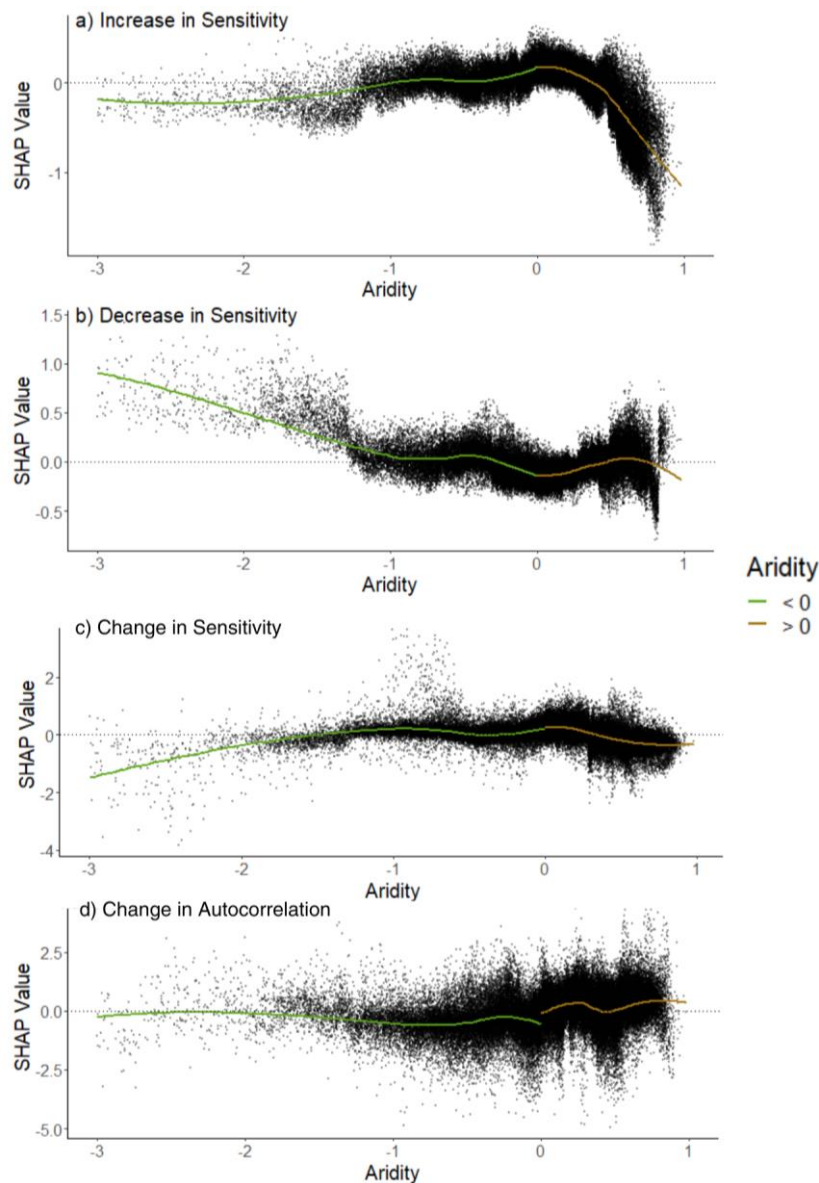 a) Increase in Sensitivity
SHAP Value
0
-1
-3
-2
-1
0
1
Aridity
b) Decrease in Sensitivity
SHAP Value
1.5
1.0
0.5
0.0
-0.5
-3
-2
-1
0
1
Aridity
Aridity
< 0
> 0
c) Change in Sensitivity
SHAP Value
2
0
-2
-4
-3
-2
-1
0
1
Aridity
d) Change in Autocorrelation
SHAP Value
2.5
0.0
-2.5
-5.0
-3
-2
-1
0
1
Aridity